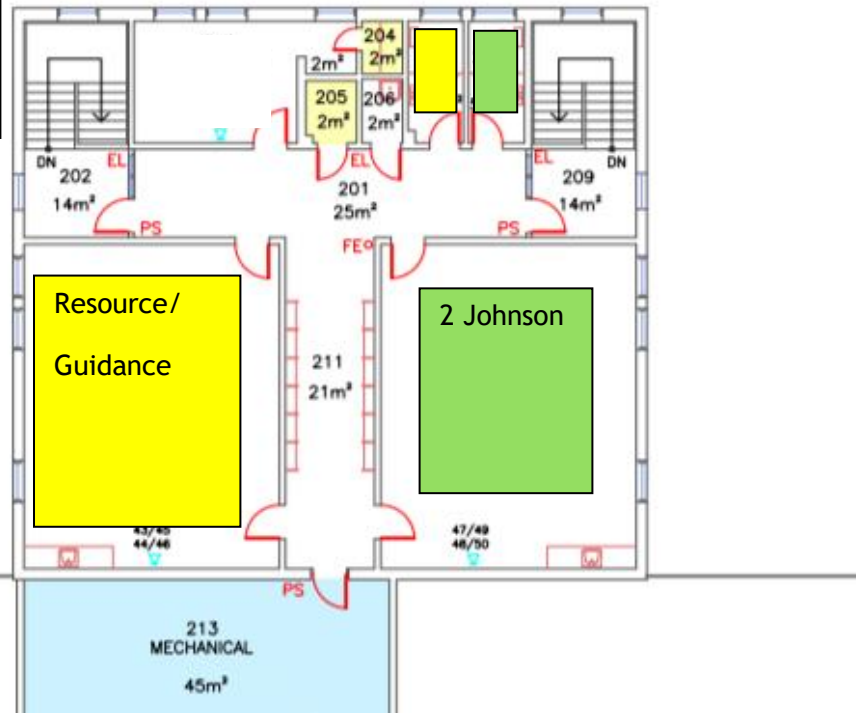 204
2m²
2m²
205
2m²
206
2m²
DN
EL
EL
EL
DN
202
14m²
201
25m²
209
14m²
PS
PS
FE
Resource/
Guidance
2 Johnson
211
21m²
43/45
44/46
47/49
48/50
PS
213
MECHANICAL
45m²